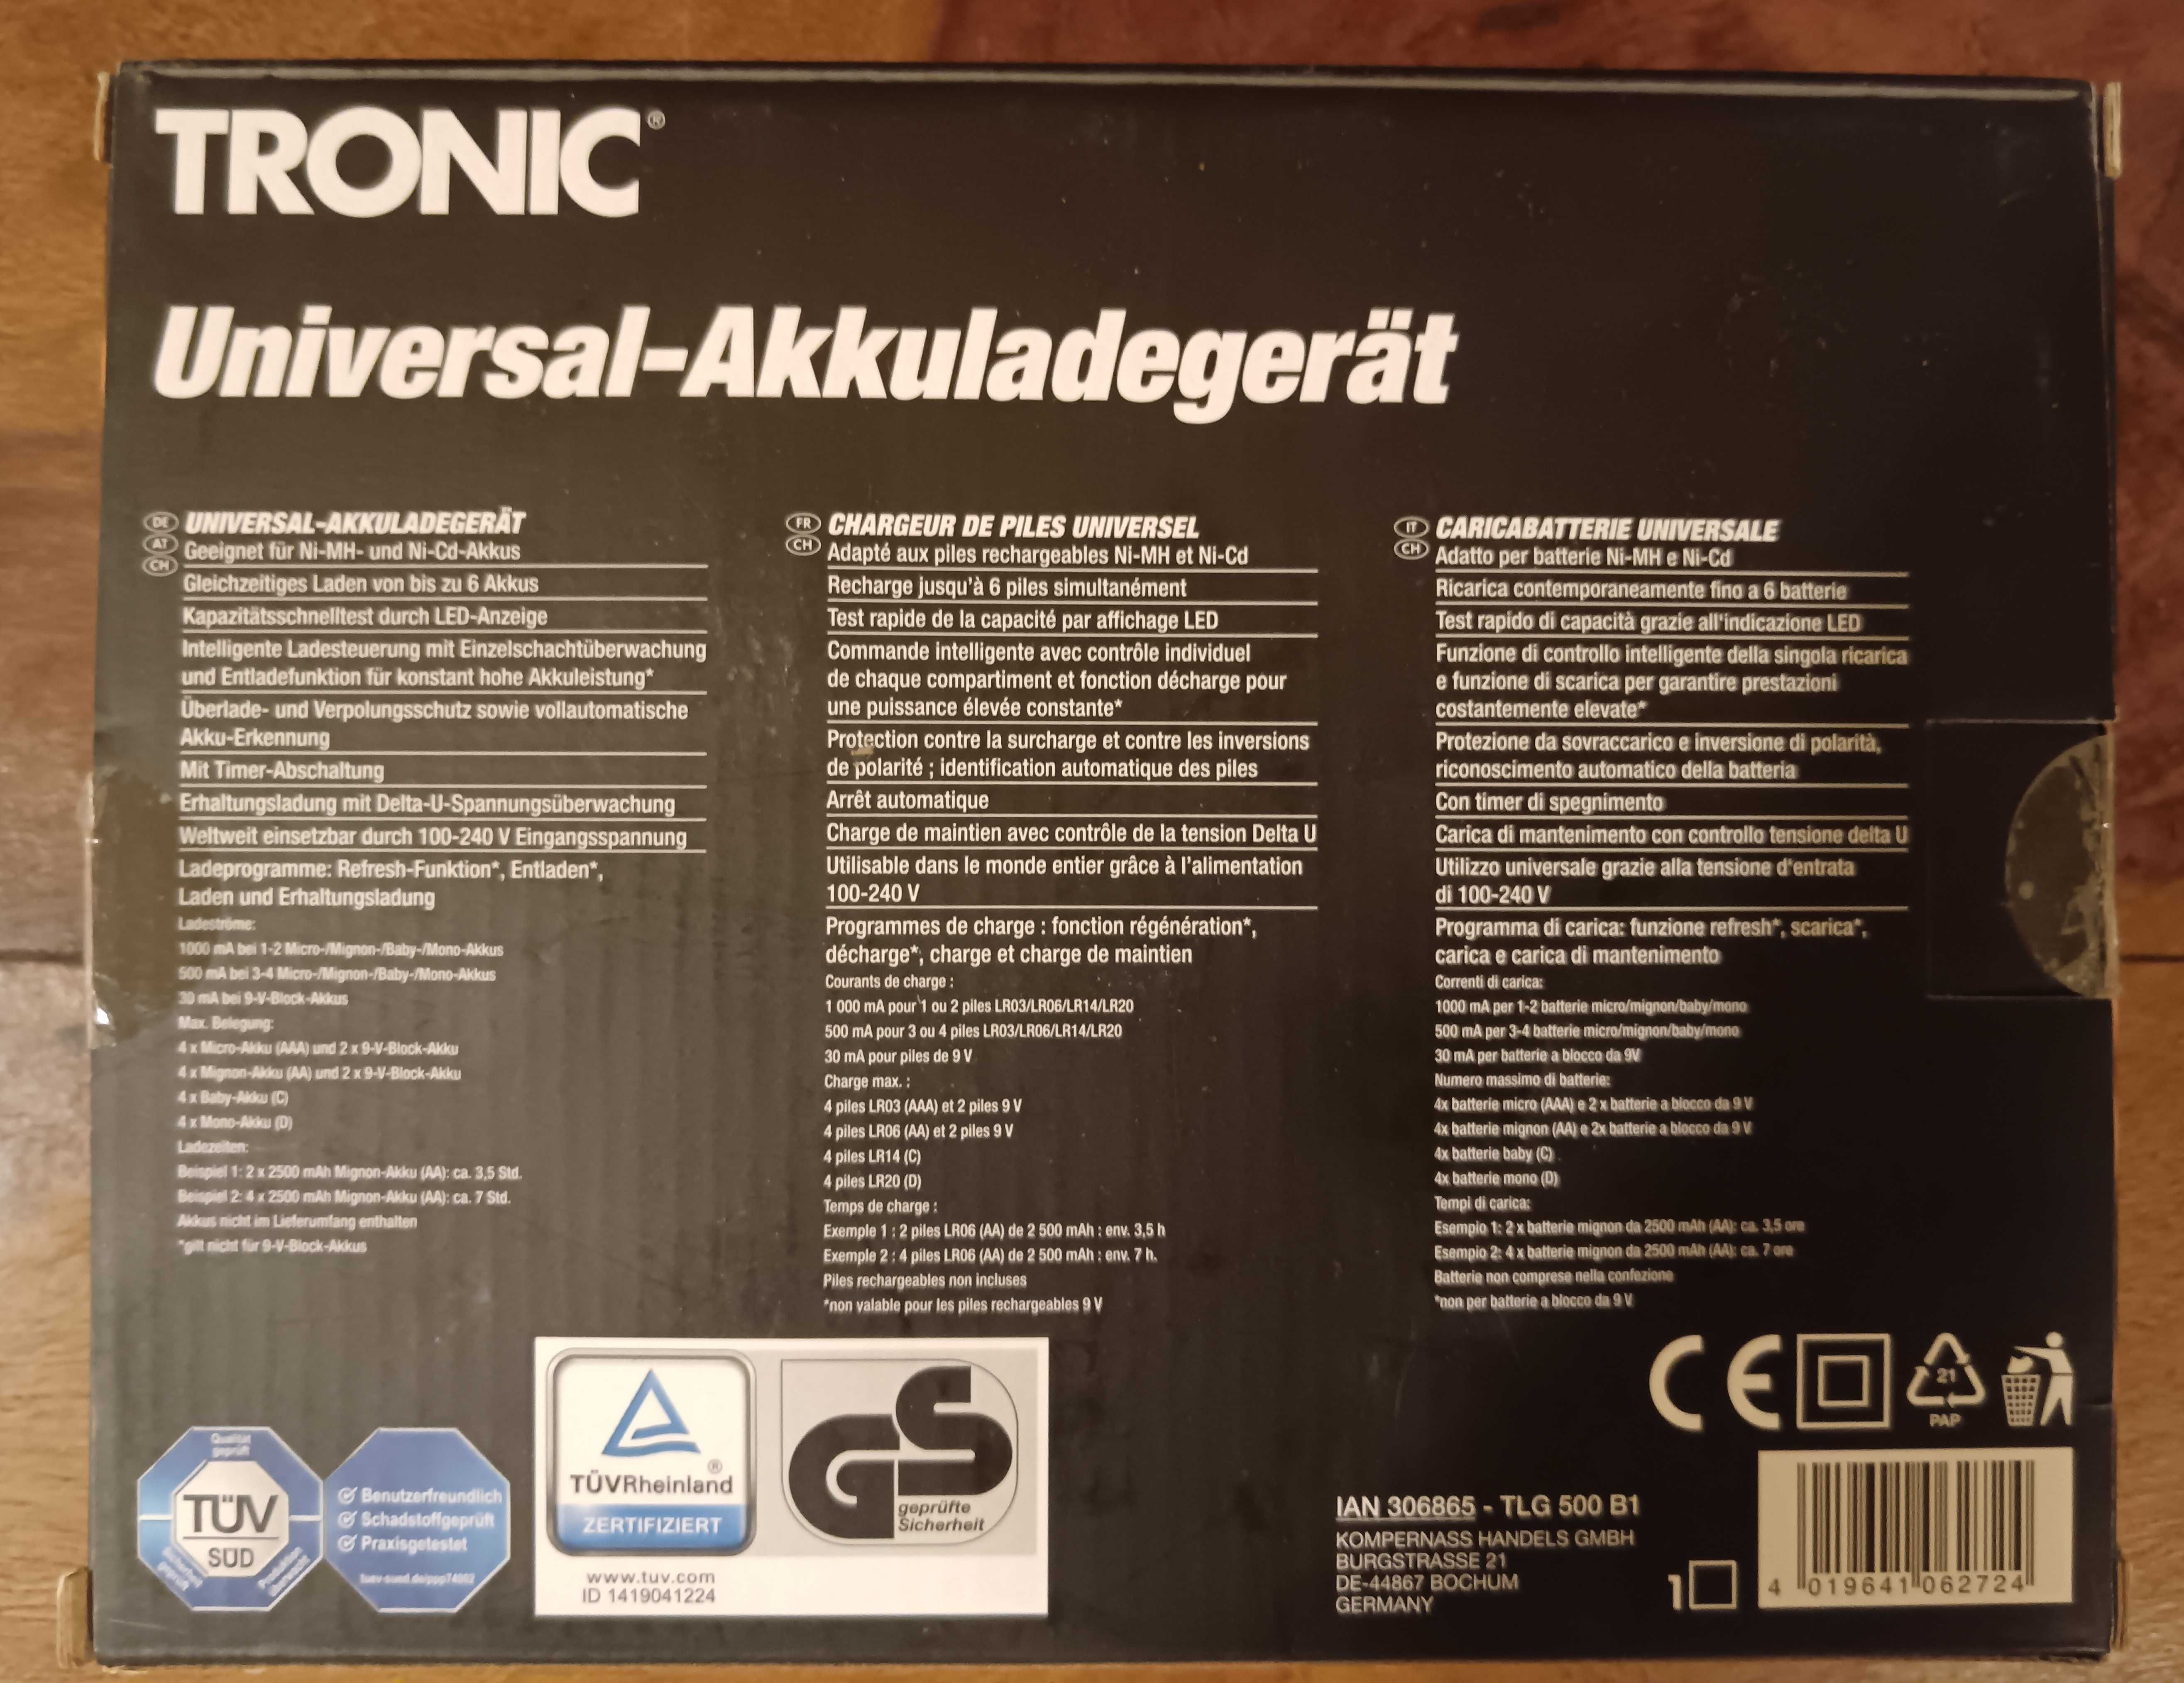 TRONIC®
Universal-Akkuladegerät
DE
AT
CH
UNIVERSAL-AKKULADEGERÄT
Geeignet für Ni-MH- und Ni-Cd-Akkus
Gleichzeitiges Laden von bis zu 6 Akkus
Kapazitätsschnelltest durch LED-Anzeige
Intelligente Ladesteuerung mit Einzelschachtüberwachung
und Entladefunktion für konstant hohe Akkuleistung*
Überlade- und Verpolungsschutz sowie vollautomatische
Akku-Erkennung
Mit Timer-Abschaltung
Erhaltungsladung mit Delta-U-Spannungsüberwachung
Weltweit einsetzbar durch 100-240 V Eingangsspannung
Ladeprogramme: Refresh-Funktion*, Entladen*,
Laden und Erhaltungsladung
Ladeströme:
1000 mA bei 1-2 Micro-/Mignon-/Baby-/Mono-Akkus
500 mA bei 3-4 Micro-/Mignon-/Baby-/Mono-Akkus
30 mA bei 9-V-Block-Akkus
Max. Belegung:
4 x Micro-Akku (AAA) und 2 x 9-V-Block-Akku
4 x Mignon-Akku (AA) und 2 x 9-V-Block-Akku
4 x Baby-Akku (C)
4 x Mono-Akku (D)
Ladezeiten:
Beispiel 1: 2 x 2500 mAh Mignon-Akku (AA): ca. 3,5 Std.
Beispiel 2: 4 x 2500 mAh Mignon-Akku (AA): ca. 7 Std.
Akkus nicht im Lieferumfang enthalten
*gilt nicht für 9-V-Block-Akkus
FR
CH
CHARGEUR DE PILES UNIVERSEL
Adapté aux piles rechargeables Ni-MH et Ni-Cd
Recharge jusqu'à 6 piles simultanément
Test rapide de la capacité par affichage LED
Commande intelligente avec contrôle individuel
de chaque compartiment et fonction décharge pour
une puissance élevée constante*
Protection contre la surcharge et contre les inversions
de polarité ; identification automatique des piles
Arrêt automatique
Charge de maintien avec contrôle de la tension Delta U
Utilisable dans le monde entier grâce à l'alimentation
100-240 V
Programmes de charge : fonction régénération*,
décharge*, charge et charge de maintien
Courants de charge :
1 000 mA pour 1 ou 2 piles LR03/LR06/LR14/LR20
500 mA pour 3 ou 4 piles LR03/LR06/LR14/LR20
30 mA pour piles de 9 V
Charge max. :
4 piles LR03 (AAA) et 2 piles 9 V
4 piles LR06 (AA) et 2 piles 9 V
4 piles LR14 (C)
4 piles LR20 (D)
Temps de charge :
Exemple 1 : 2 piles LR06 (AA) de 2 500 mAh : env. 3,5 h
Exemple 2 : 4 piles LR06 (AA) de 2 500 mAh : env. 7 h.
Piles rechargeables non incluses
*non valable pour les piles rechargeables 9 V
IT
CH
CARICABATTERIE UNIVERSALE
Adatto per batterie Ni-MH e Ni-Cd
Ricarica contemporaneamente fino a 6 batterie
Test rapido di capacità grazie all'indicazione LED
Funzione di controllo intelligente della singola ricarica
e funzione di scarica per garantire prestazioni
costantemente elevate*
Protezione da sovraccarico e inversione di polarità,
riconoscimento automatico della batteria
Con timer di spegnimento
Carica di mantenimento con controllo tensione delta U
Utilizzo universale grazie alla tensione d'entrata
di 100-240 V
Programma di carica: funzione refresh*, scarica*,
carica e carica di mantenimento
Correnti di carica:
1000 mA per 1-2 batterie micro/mignon/baby/mono
500 mA per 3-4 batterie micro/mignon/baby/mono
30 mA per batterie a blocco da 9V
Numero massimo di batterie:
4x batterie micro (AAA) e 2 x batterie a blocco da 9 V
4x batterie mignon (AA) e 2x batterie a blocco da 9 V
4x batterie baby (C)
4x batterie mono (D)
Tempi di carica:
Esempio 1: 2 x batterie mignon da 2500 mAh (AA): ca. 3,5 ore
Esempio 2: 4 x batterie mignon da 2500 mAh (AA): ca. 7 ore
Batterie non comprese nella confezione
*non per batterie a blocco da 9 V
Qualität
geprüft
TÜV
SÜD
Sicherheit
geprüft
Produktion
überwacht
Benutzerfreundlich
Schadstoffgeprüft
Praxisgetestet
tuev-sued.de/ppp74002
TÜVRheinland®
ZERTIFIZIERT
www.tuv.com
ID 1419041224
GS
geprüfte
Sicherheit
CE
21
PAP
IAN 306865 - TLG 500 B1
KOMPERNASS HANDELS GMBH
BURGSTRASSE 21
DE-44867 BOCHUM
GERMANY
1
4 019641 062724